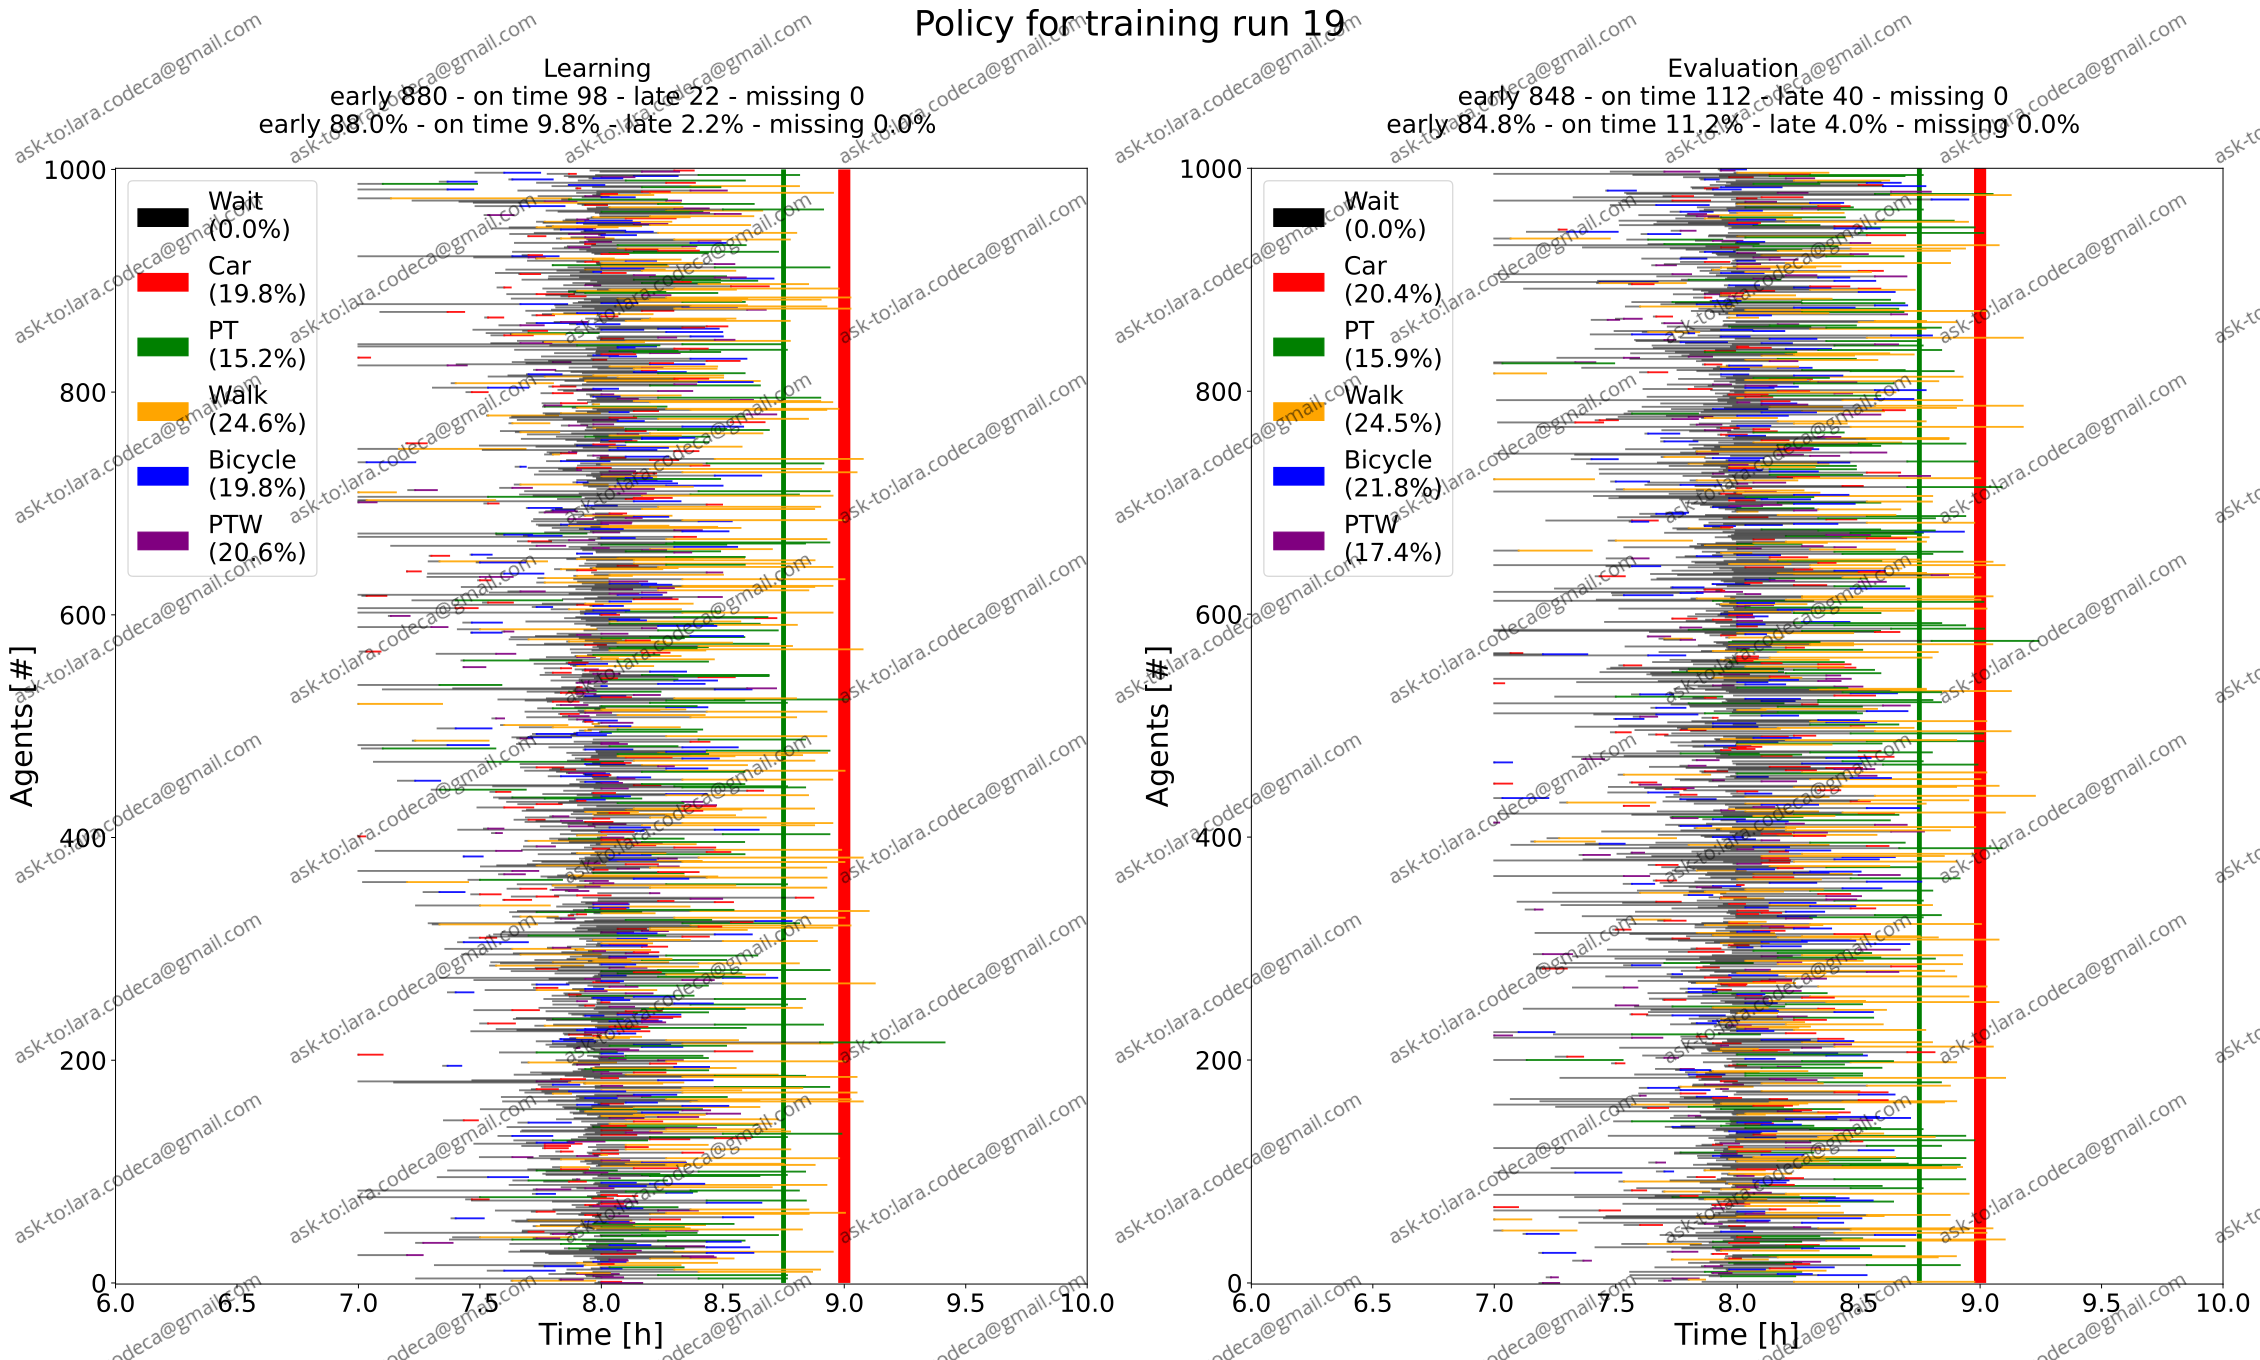 Policy for training run 19
Learning
early 880 - on time 98 - late 22 - missing 0
early 88.0% - on time 9.8% - late 2.2% - missing 0.0%
Wait
(0.0%)
Car
(19.8%)
PT
(15.2%)
Walk
(24.6%)
Bicycle
(19.8%)
PTW
(20.6%)
Agents [#]
1000
800
600
400
200
0
6.0 6.5 7.0 7.5 8.0 8.5 9.0 9.5 10.0
Time [h]
Evaluation
early 848 - on time 112 - late 40 - missing 0
early 84.8% - on time 11.2% - late 4.0% - missing 0.0%
Wait
(0.0%)
Car
(20.4%)
PT
(15.9%)
Walk
(24.5%)
Bicycle
(21.8%)
PTW
(17.4%)
Agents [#]
1000
800
600
400
200
0
6.0 6.5 7.0 7.5 8.0 8.5 9.0 9.5 10.0
Time [h]
ask-to:lara.codeca@gmail.com